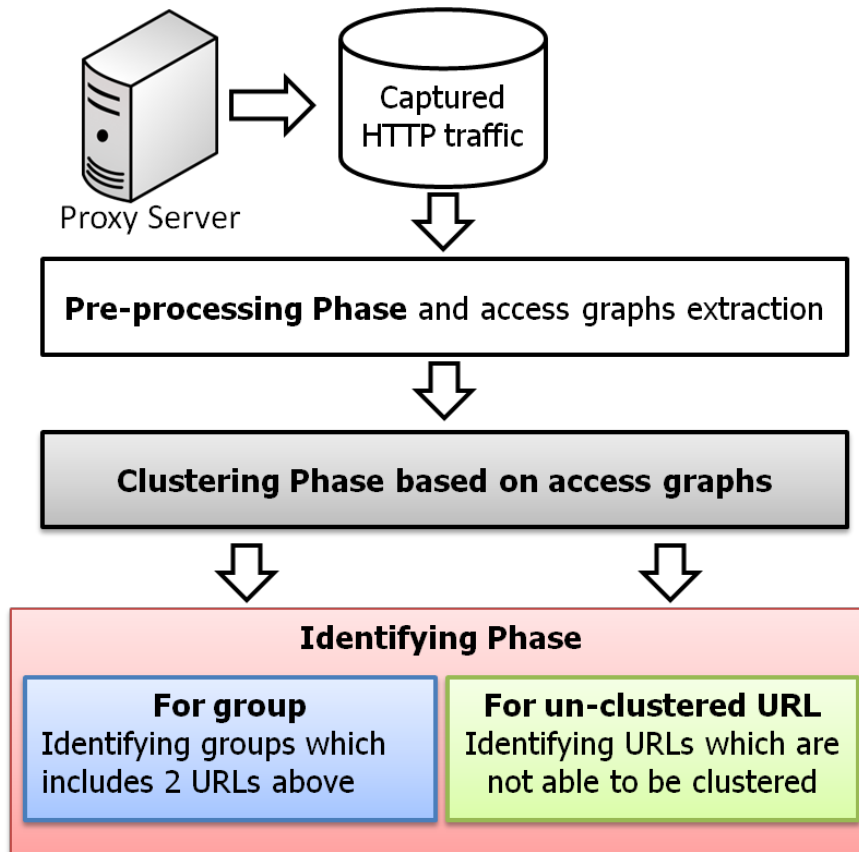 Captured
HTTP traffic
Proxy Server
Pre-processing Phase and access graphs extraction
Clustering Phase based on access graphs
Identifying Phase
For group
Identifying groups which
includes 2 URLs above
For un-clustered URL
Identifying URLs which are
not able to be clustered